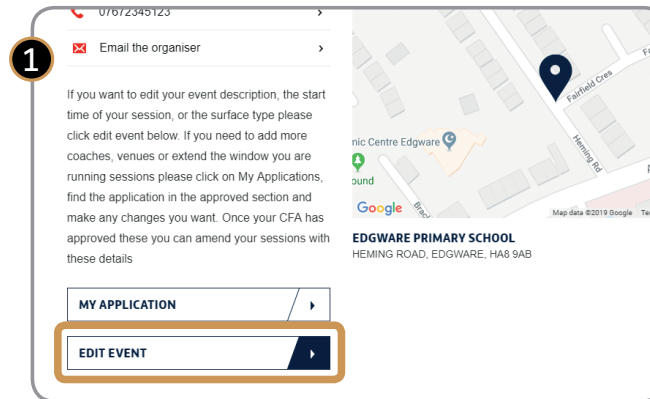 1
07672345123
Email the organiser
If you want to edit your event description, the start
time of your session, or the surface type please
click edit event below. If you need to add more
coaches, venues or extend the window you are
running sessions please click on My Applications,
find the application in the approved section and
make any changes you want. Once your CFA has
approved these you can amend your sessions with
these details
MY APPLICATION
EDIT EVENT
Fairfield Cres
Heming Rd
nic Centre Edgware
ound
Google
Map data ©2019 Google
EDGWARE PRIMARY SCHOOL
HEMING ROAD, EDGWARE, HA8 9AB